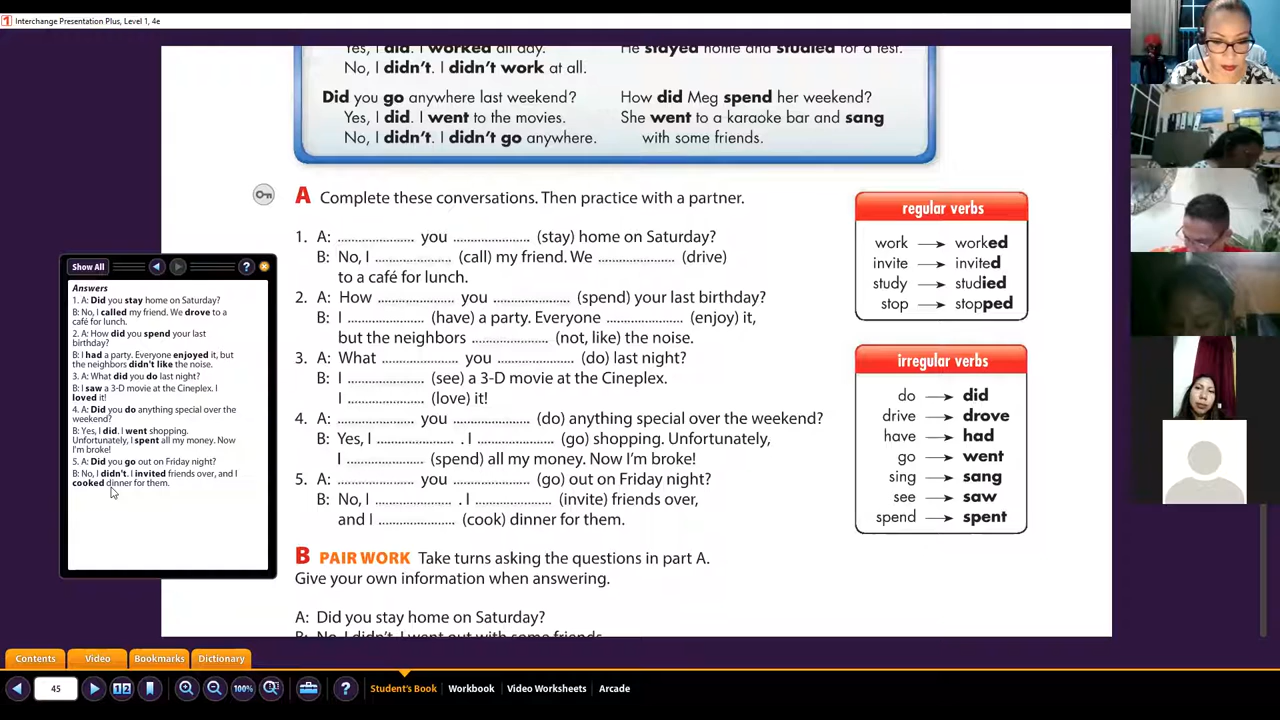 Interchange Presentation Plus, Level 1, 4e
Yes, I did. I worked all day.
No, I didn't. I didn't work at all.
Did you go anywhere last weekend?
Yes, I did. I went to the movies.
No, I didn't. I didn't go anywhere.
He stayed home and studied for a test.
How did Meg spend her weekend?
She went to a karaoke bar and sang
with some friends.
A Complete these conversations. Then practice with a partner.
1. A: ........................ you ........................ (stay) home on Saturday?
B: No, I ........................ (call) my friend. We ........................ (drive)
to a café for lunch.
2. A: How ........................ you ........................ (spend) your last birthday?
B: I ........................ (have) a party. Everyone ........................ (enjoy) it,
but the neighbors ........................ (not, like) the noise.
3. A: What ........................ you ........................ (do) last night?
B: I ........................ (see) a 3-D movie at the Cineplex.
I ........................ (love) it!
4. A: ........................ you ........................ (do) anything special over the weekend?
B: Yes, I ........................ . I ........................ (go) shopping. Unfortunately,
I ........................ (spend) all my money. Now I'm broke!
5. A: ........................ you ........................ (go) out on Friday night?
B: No, I ........................ . I ........................ (invite) friends over,
and I ........................ (cook) dinner for them.
B PAIR WORK Take turns asking the questions in part A.
Give your own information when answering.
A: Did you stay home on Saturday?
B: No, I didn't. I went out with some friends.
regular verbs
work → worked
invite → invited
study → studied
stop → stopped
irregular verbs
do → did
drive → drove
have → had
go → went
sing → sang
see → saw
spend → spent
Show All
?
Answers
1. A: Did you stay home on Saturday?
B: No, I called my friend. We drove to a
café for lunch.
2. A: How did you spend your last
birthday?
B: I had a party. Everyone enjoyed it, but
the neighbors didn't like the noise.
3. A: What did you do last night?
B: I saw a 3-D movie at the Cineplex. I
loved it!
4. A: Did you do anything special over the
weekend?
B: Yes, I did. I went shopping.
Unfortunately, I spent all my money. Now
I'm broke!
5. A: Did you go out on Friday night?
B: No, I didn't. I invited friends over, and I
cooked dinner for them.
Contents
Video
Bookmarks
Dictionary
45
12
100%
?
Student's Book
Workbook
Video Worksheets
Arcade